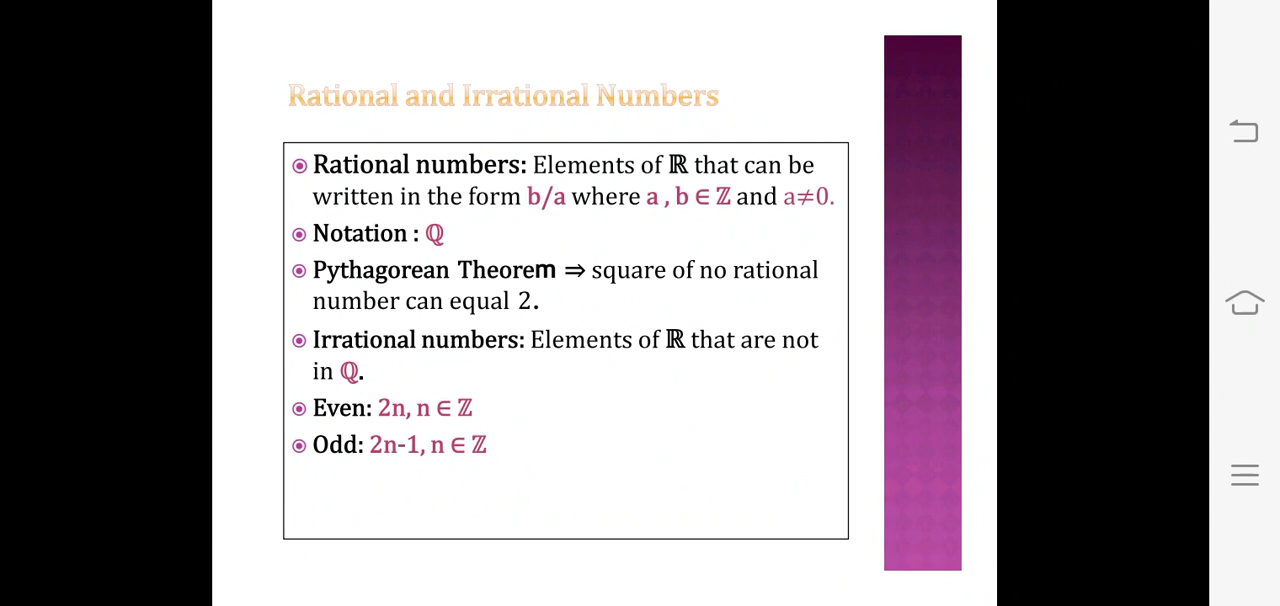 Rational and Irrational Numbers
Rational numbers: Elements of ℝ that can be
written in the form b/a where a , b ∈ ℤ and a≠0.
Notation : ℚ
Pythagorean Theorem ⇒ square of no rational
number can equal 2.
Irrational numbers: Elements of ℝ that are not
in ℚ.
Even: 2n, n ∈ ℤ
Odd: 2n-1, n ∈ ℤ